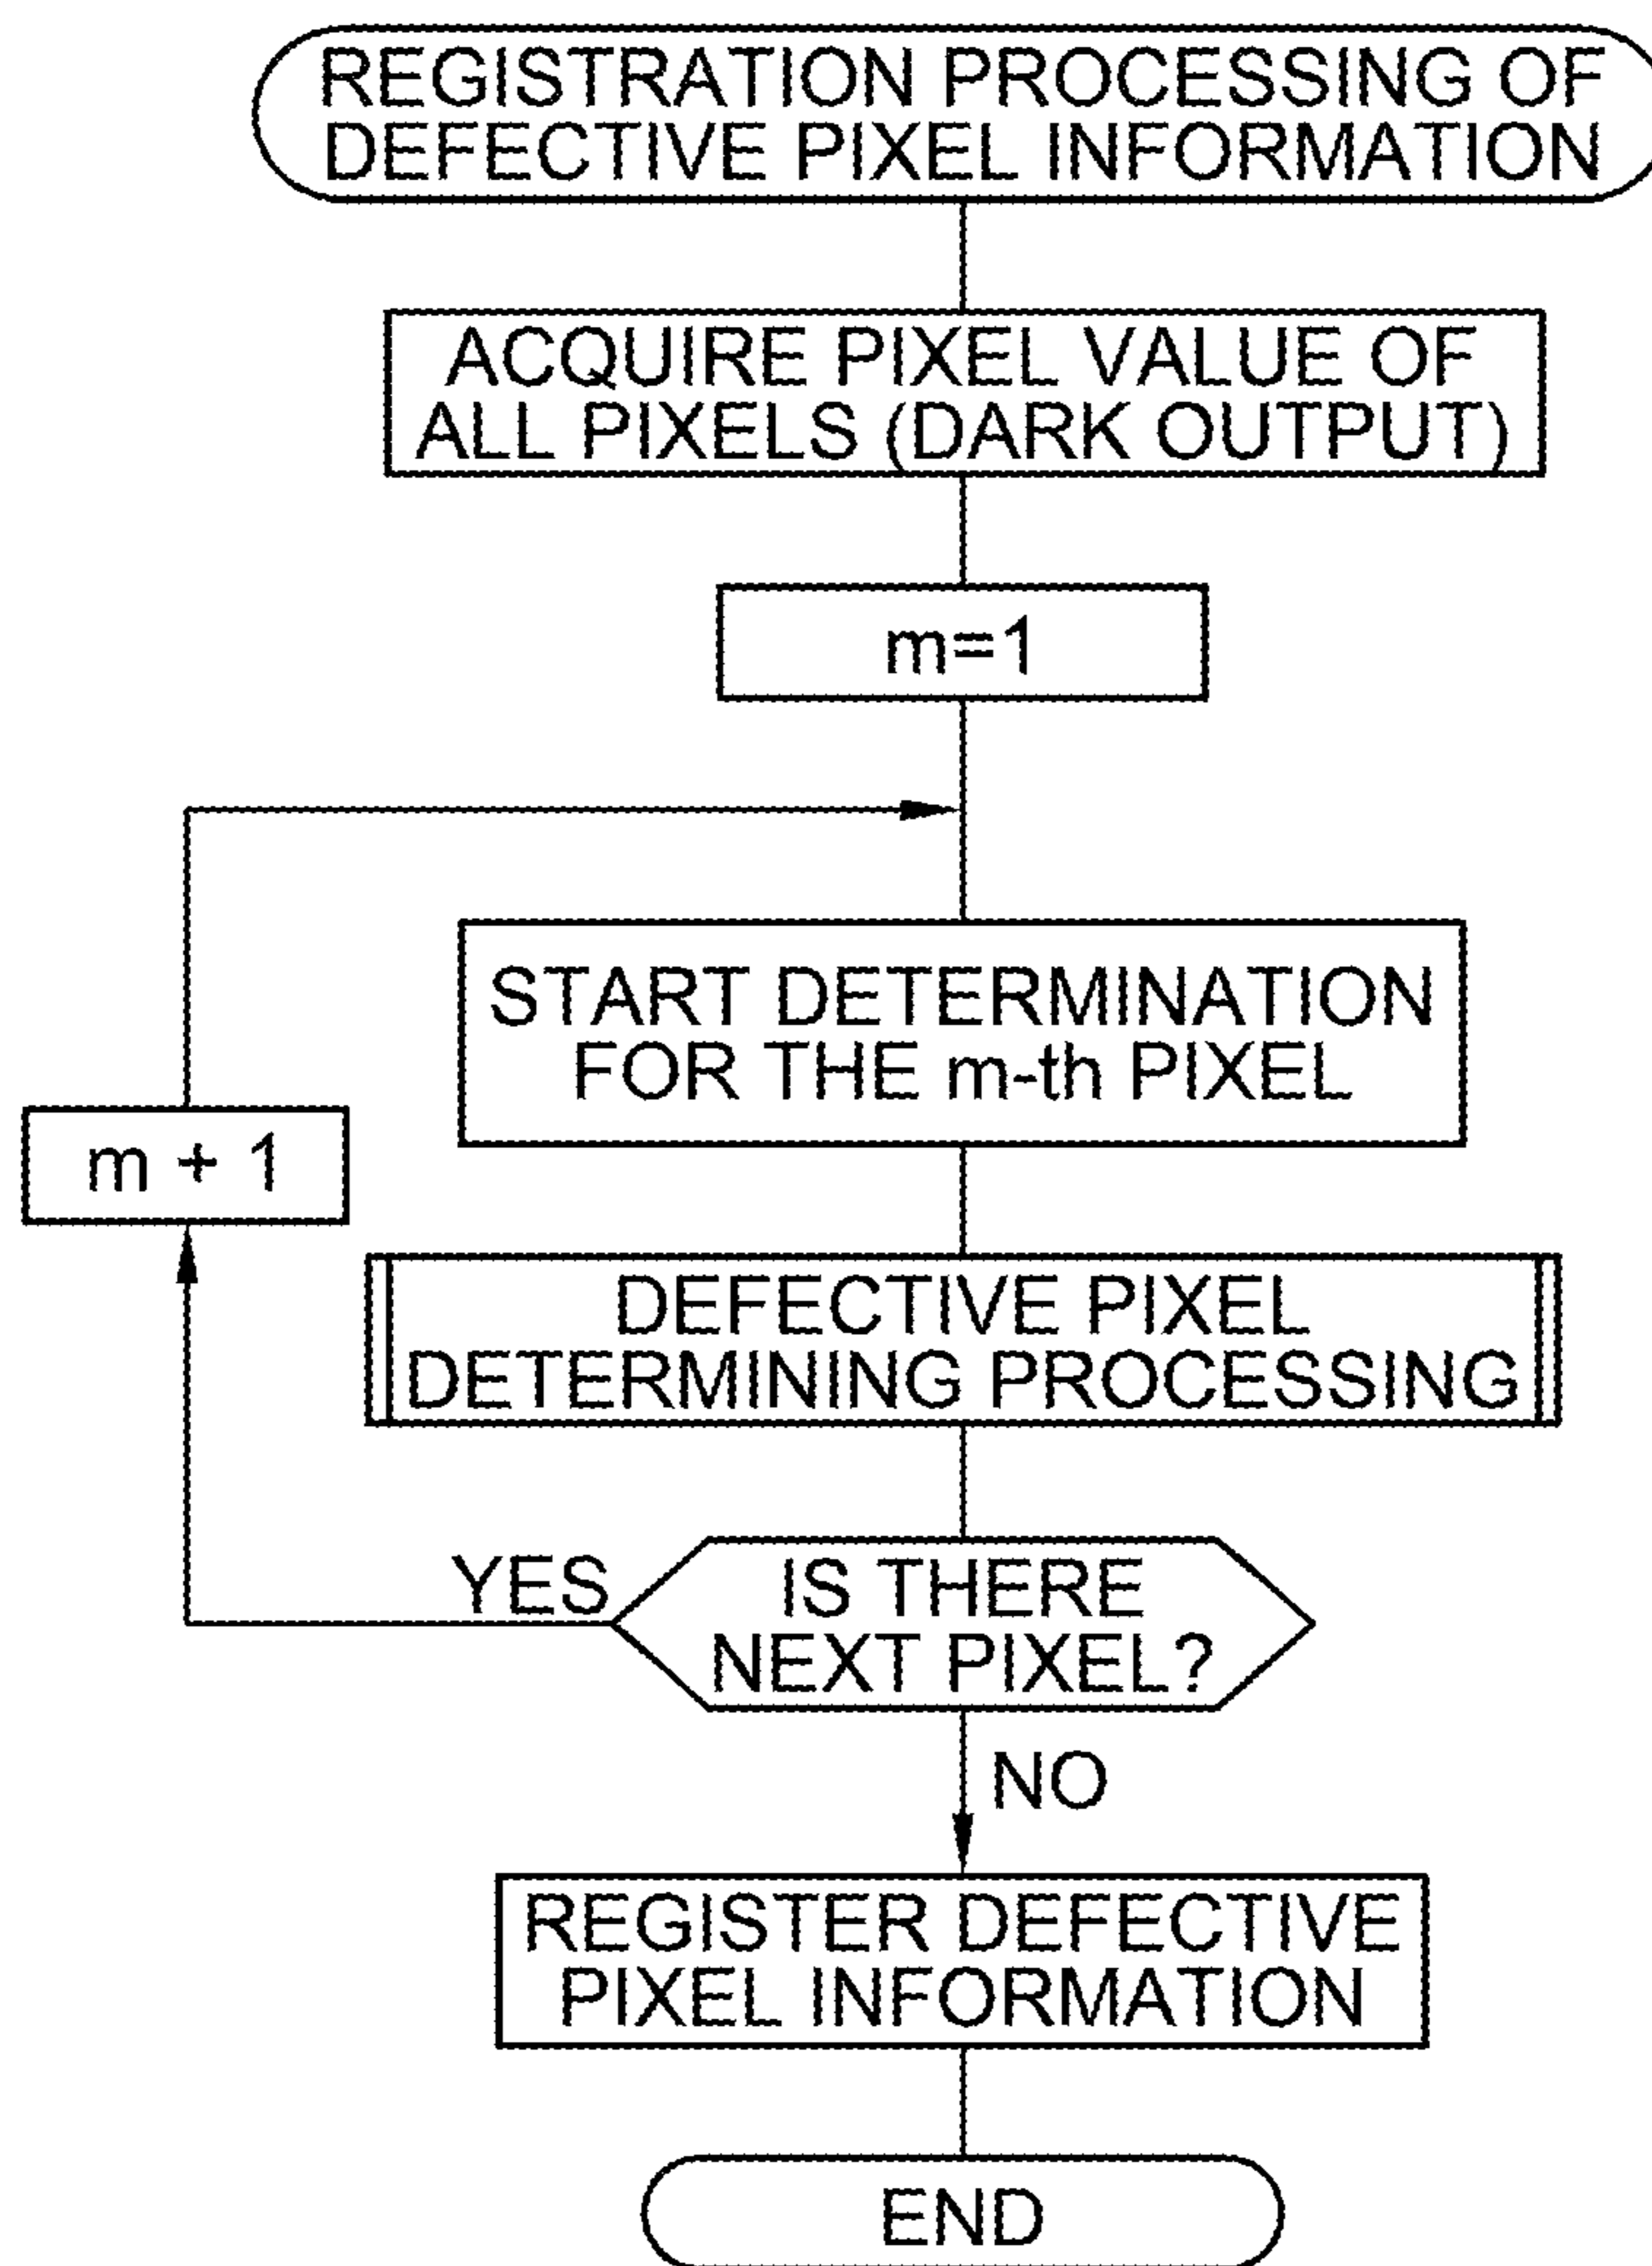 REGISTRATION PROCESSING OF
DEFECTIVE PIXEL INFORMATION
ACQUIRE PIXEL VALUE OF
ALL PIXELS (DARK OUTPUT)
m=1
START DETERMINATION
FOR THE m-th PIXEL
m + 1
DEFECTIVE PIXEL
DETERMINING PROCESSING
YES
IS THERE
NEXT PIXEL?
NO
REGISTER DEFECTIVE
PIXEL INFORMATION
END